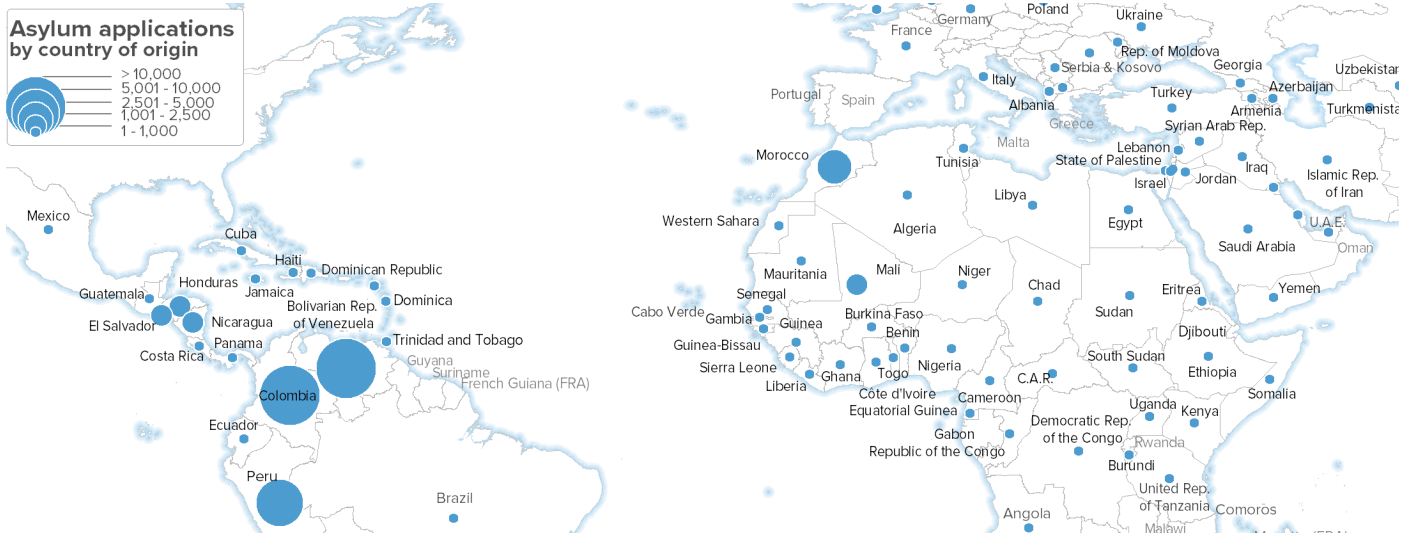 Asylum applications
by country of origin
> 10,000
5,001 - 10,000
2,501 - 5,000
1,001 - 2,500
1 - 1,000
Poland
Germany
Ukraine
France
Rep. of Moldova
Serbia & Kosovo
Georgia
Uzbekistan
Italy
Azerbaijan
Portugal
Spain
Turkey
Albania
Armenia
Turkmenista
Greece
Syrian Arab Rep.
Malta
Lebanon
Morocco
Tunisia
State of Palestine
Iraq
Israel
Jordan
Islamic Rep.
of Iran
Libya
Mexico
Western Sahara
Algeria
Egypt
U.A.E.
Cuba
Saudi Arabia
Oman
Haiti
Dominican Republic
Mauritania
Mali
Niger
Honduras
Jamaica
Chad
Eritrea
Yemen
Guatemala
Dominica
Senegal
Bolivarian Rep.
of Venezuela
Cabo Verde
Gambia
Guinea
Burkina Faso
Sudan
El Salvador
Nicaragua
Benin
Djibouti
Panama
Trinidad and Tobago
Guinea-Bissau
Costa Rica
South Sudan
Guyana
Sierra Leone
Ghana
Togo
Nigeria
Ethiopia
Suriname
C.A.R.
French Guiana (FRA)
Liberia
Côte d'Ivoire
Cameroon
Somalia
Colombia
Equatorial Guinea
Uganda
Kenya
Ecuador
Democratic Rep.
of the Congo
Gabon
Rwanda
Republic of the Congo
Burundi
Peru
United Rep.
of Tanzania
Brazil
Angola
Comoros
Malawi